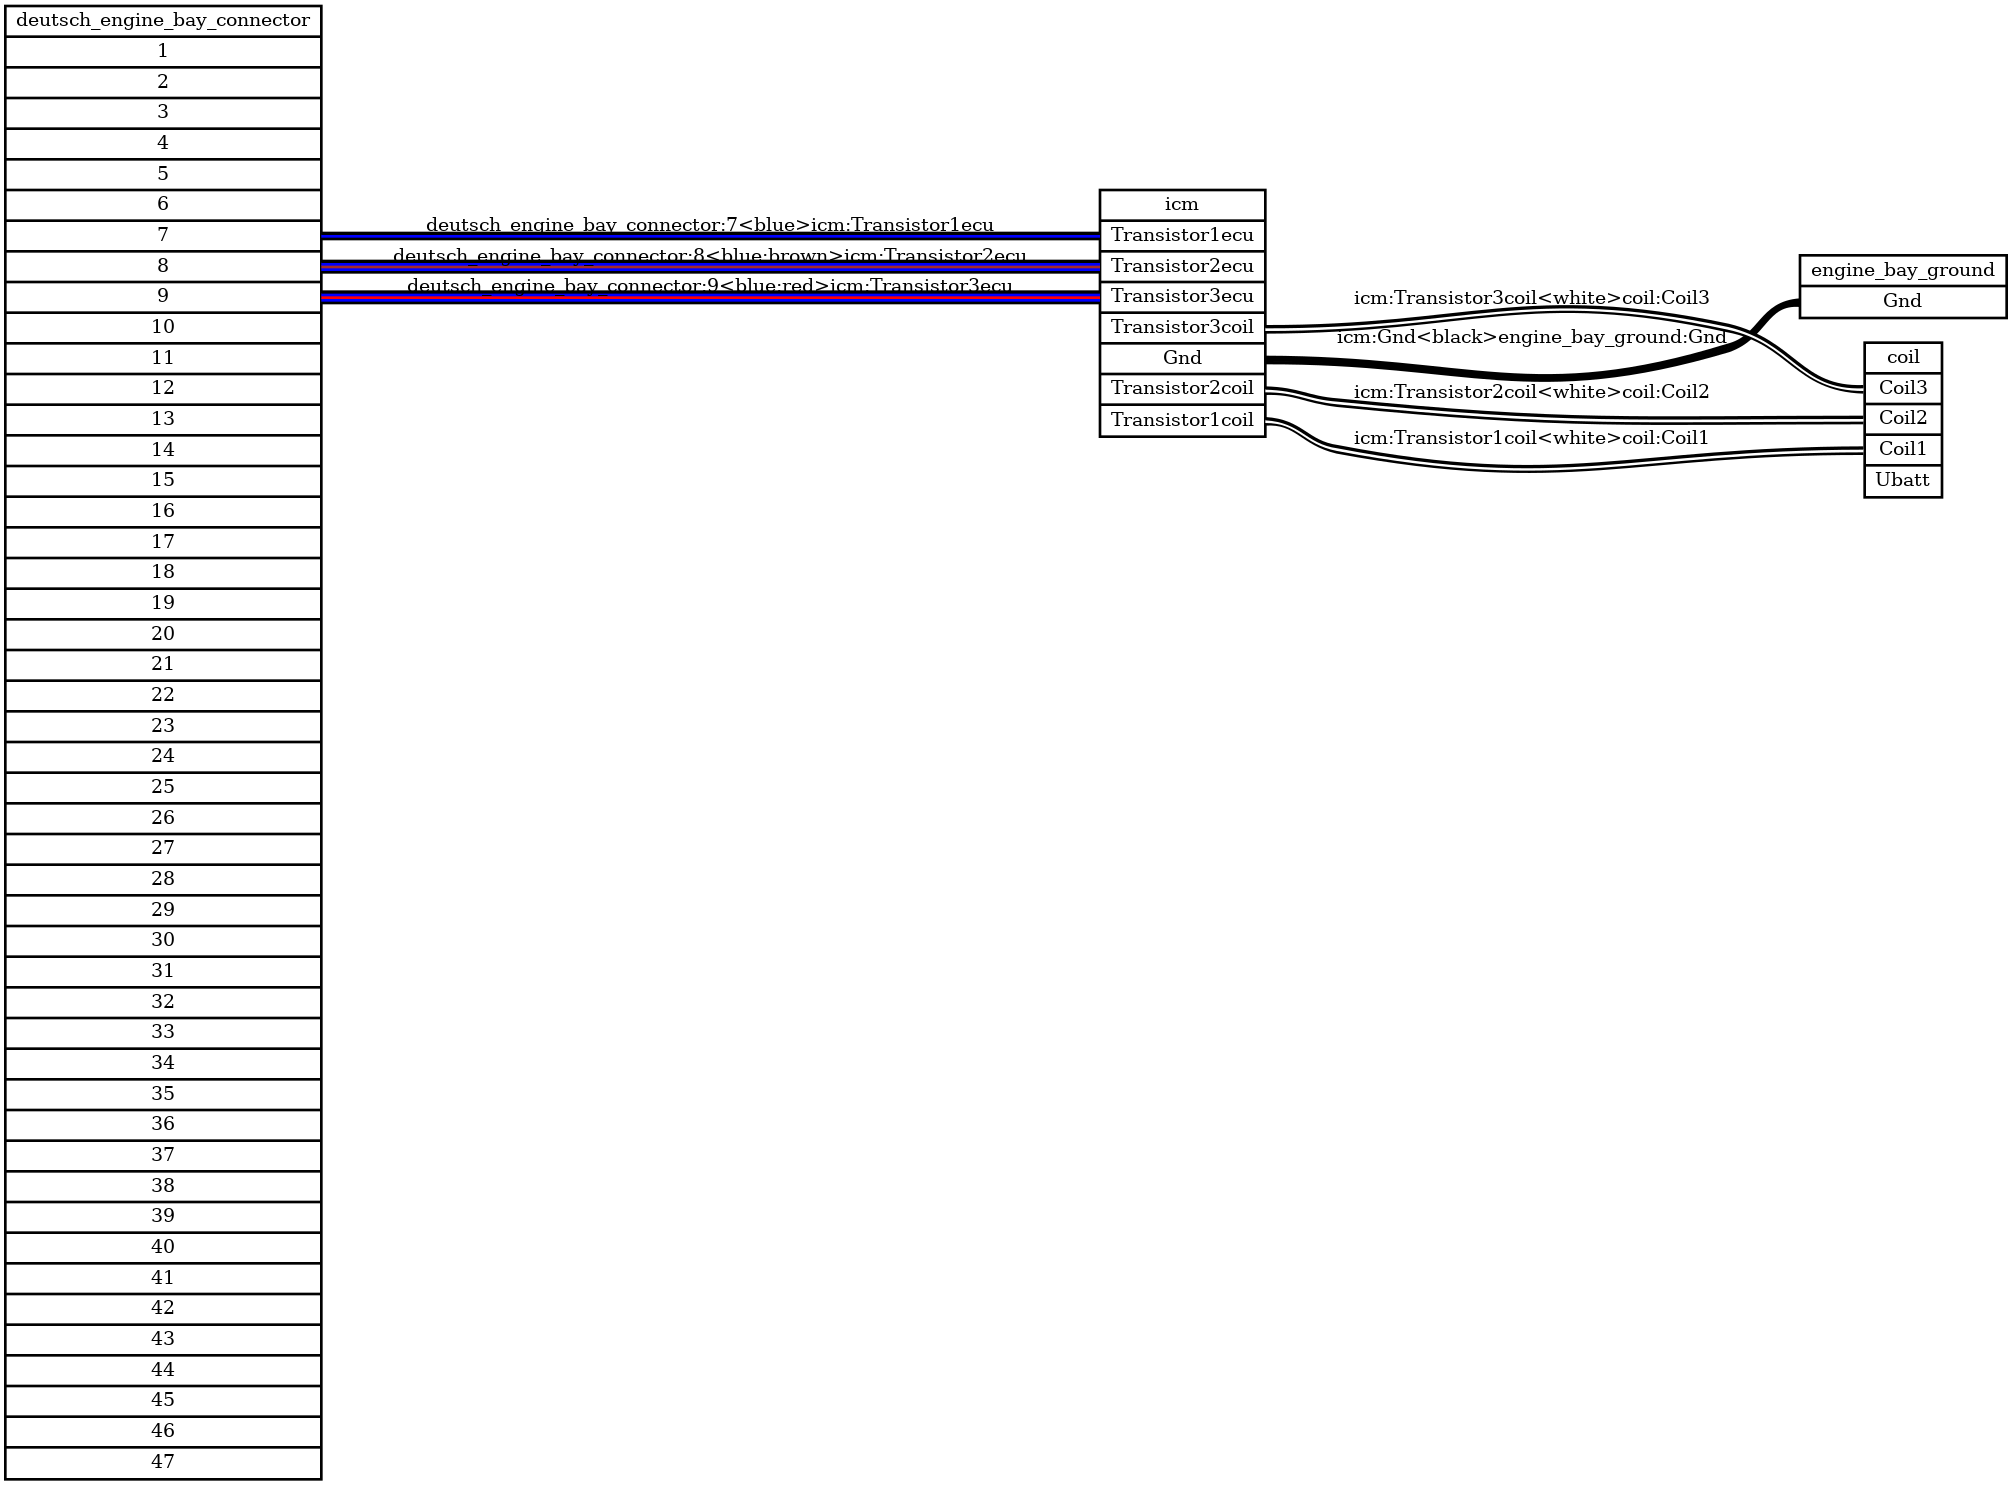 deutsch_engine_bay_connector
1
2
3
4
5
6
7
8
9
10
11
12
13
14
15
16
17
18
19
20
21
22
23
24
25
26
27
28
29
30
31
32
33
34
35
36
37
38
39
40
41
42
43
44
45
46
47
deutsch_engine_bay_connector:7<blue>icm:Transistor1ecu
deutsch_engine_bay_connector:8<blue:brown>icm:Transistor2ecu
deutsch_engine_bay_connector:9<blue:red>icm:Transistor3ecu
icm
Transistor1ecu
Transistor2ecu
Transistor3ecu
Transistor3coil
Gnd
Transistor2coil
Transistor1coil
icm:Transistor3coil<white>coil:Coil3
icm:Gnd<black>engine_bay_ground:Gnd
icm:Transistor2coil<white>coil:Coil2
icm:Transistor1coil<white>coil:Coil1
engine_bay_ground
Gnd
coil
Coil3
Coil2
Coil1
Ubatt